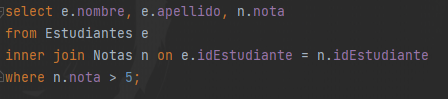 select e.nombre, e.apellido, n.nota
from Estudiantes e
inner join Notas n on e.idEstudiante = n.idEstudiante
where n.nota > 5;